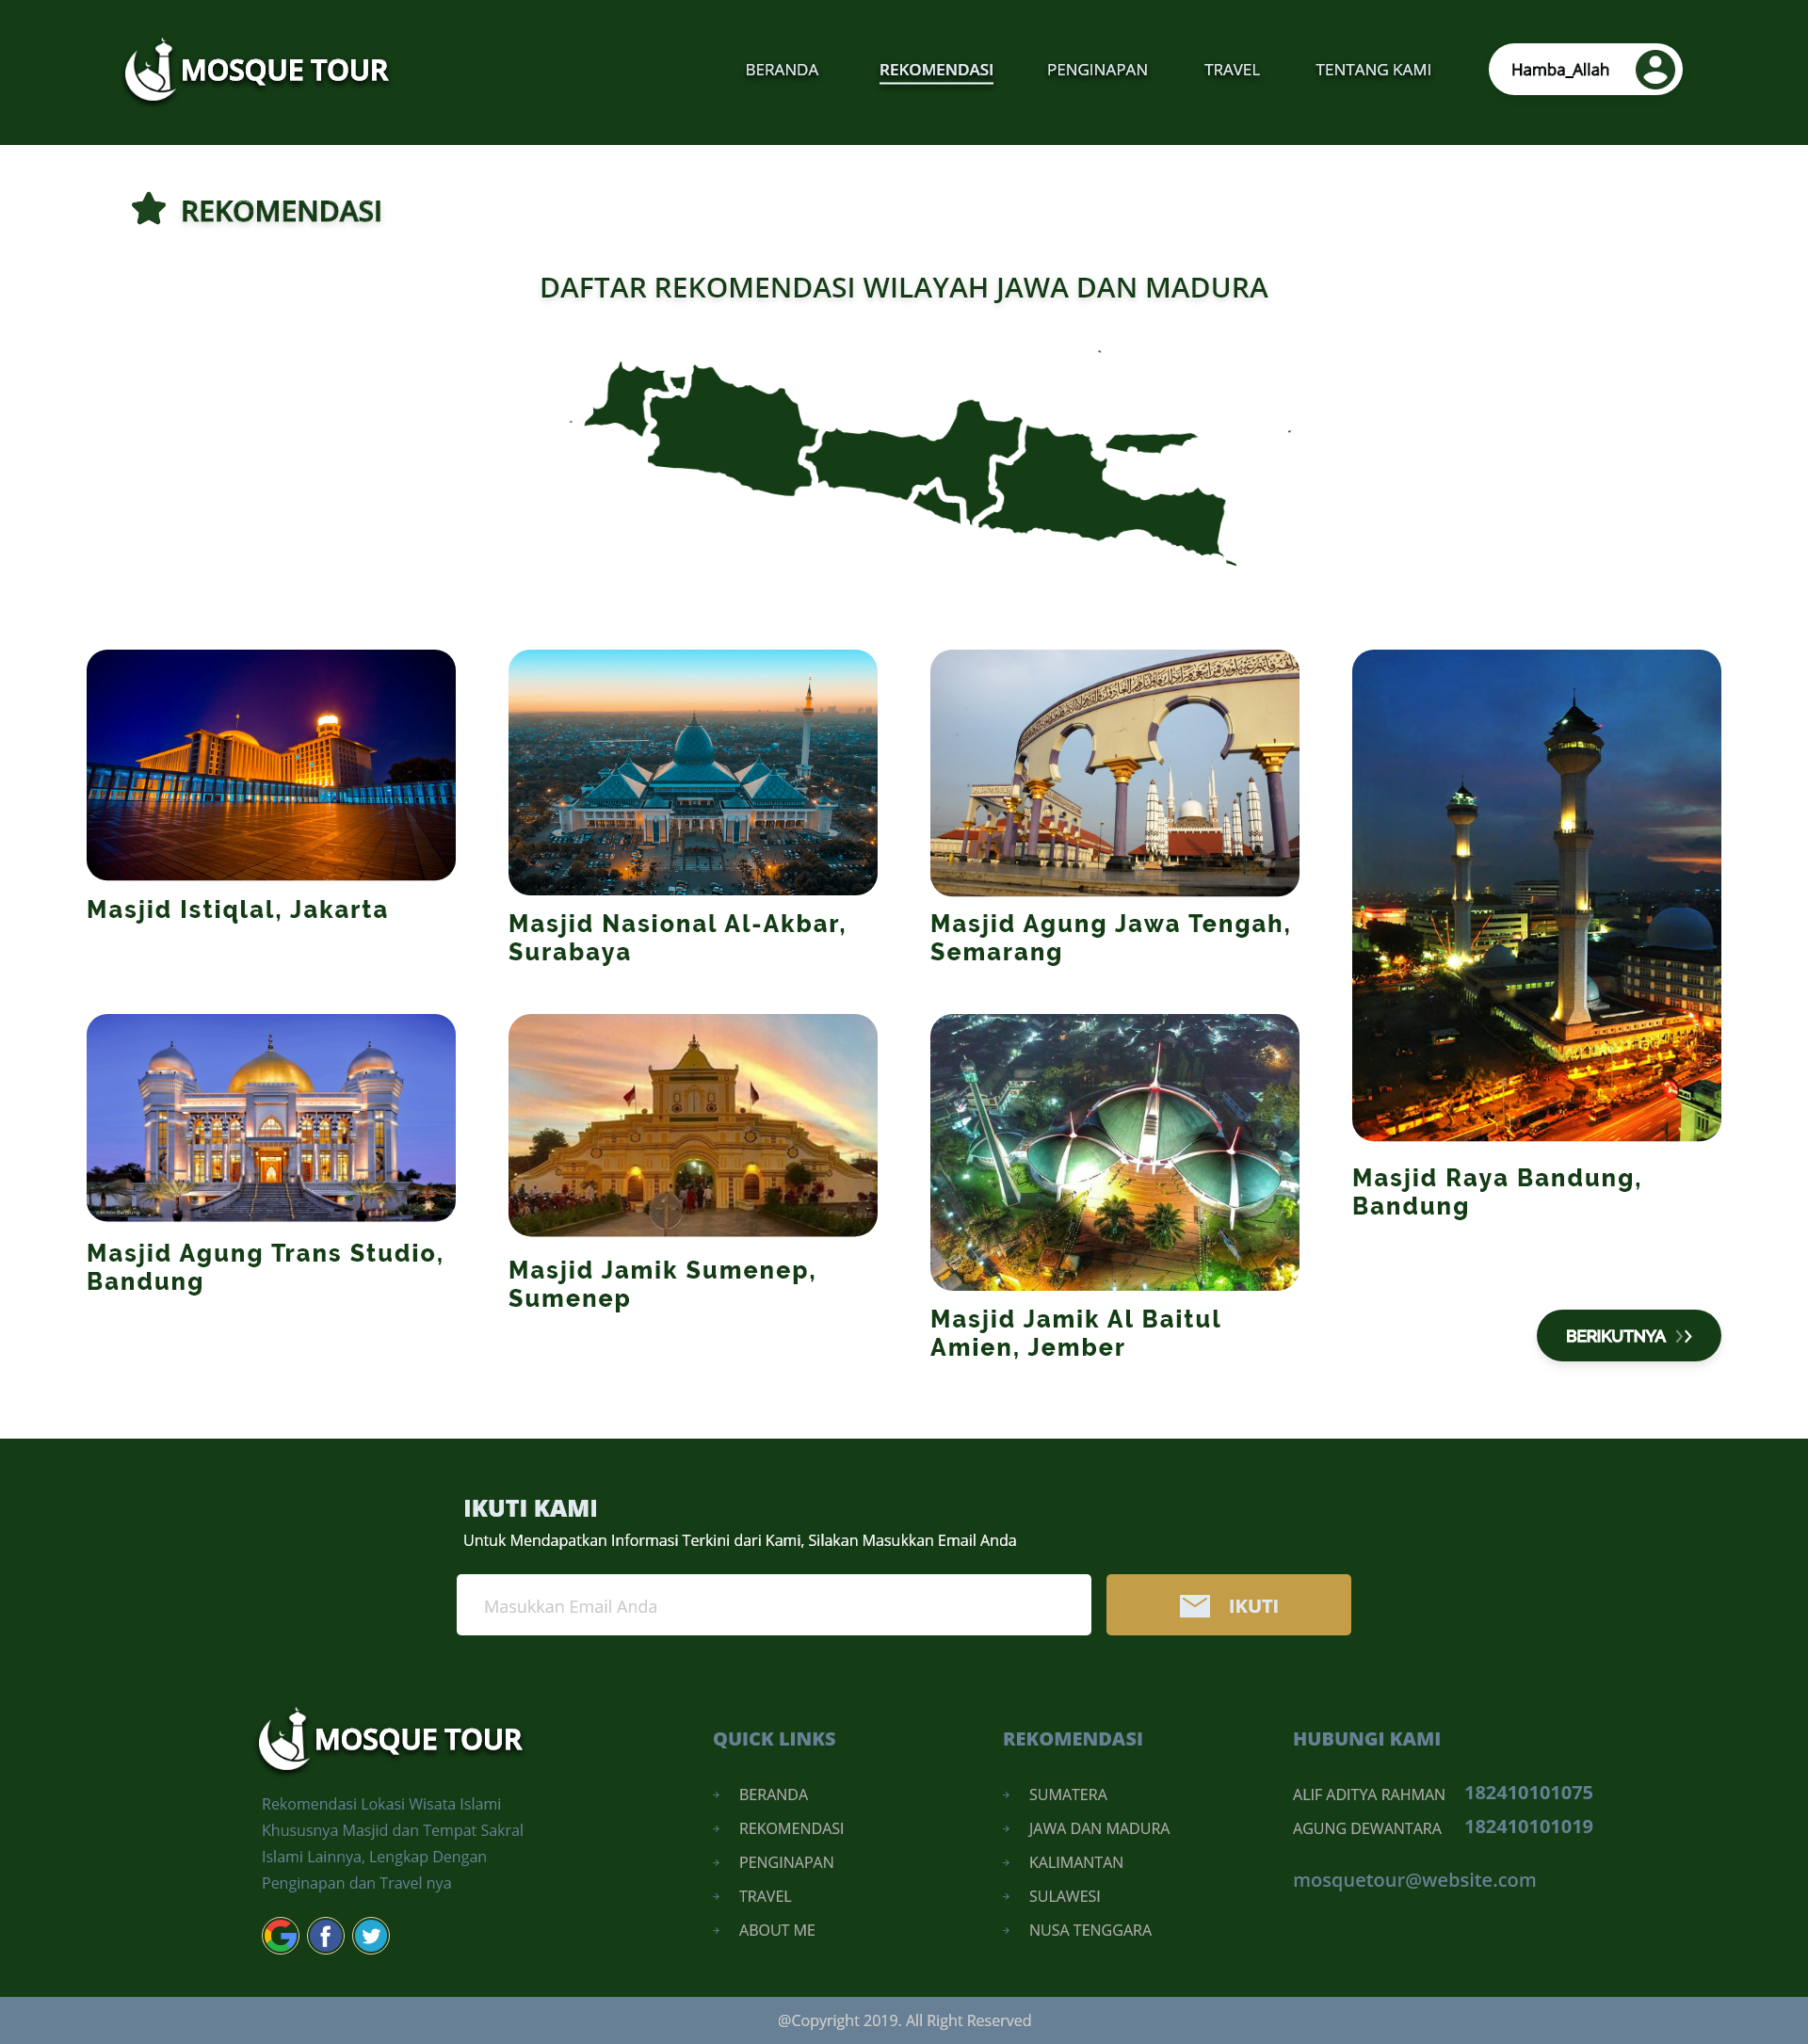 MOSQUE TOUR
BERANDA
REKOMENDASI
PENGINAPAN
TRAVEL
TENTANG KAMI
Hamba_Allah
REKOMENDASI
DAFTAR REKOMENDASI WILAYAH JAWA DAN MADURA
Masjid Istiqlal, Jakarta
Masjid Nasional Al-Akbar,
Surabaya
Masjid Agung Jawa Tengah,
Semarang
Masjid Raya Bandung,
Bandung
Masjid Agung Trans Studio,
Bandung
Masjid Jamik Sumenep,
Sumenep
Masjid Jamik Al Baitul
Amien, Jember
BERIKUTNYA
IKUTI KAMI
Untuk Mendapatkan Informasi Terkini dari Kami, Silakan Masukkan Email Anda
Masukkan Email Anda
IKUTI
MOSQUE TOUR
Rekomendasi Lokasi Wisata Islami
Khususnya Masjid dan Tempat Sakral
Islami Lainnya, Lengkap Dengan
Penginapan dan Travel nya
QUICK LINKS
BERANDA
REKOMENDASI
PENGINAPAN
TRAVEL
ABOUT ME
REKOMENDASI
SUMATERA
JAWA DAN MADURA
KALIMANTAN
SULAWESI
NUSA TENGGARA
HUBUNGI KAMI
ALIF ADITYA RAHMAN 182410101075
AGUNG DEWANTARA 182410101019
mosquetour@website.com
@Copyright 2019. All Right Reserved